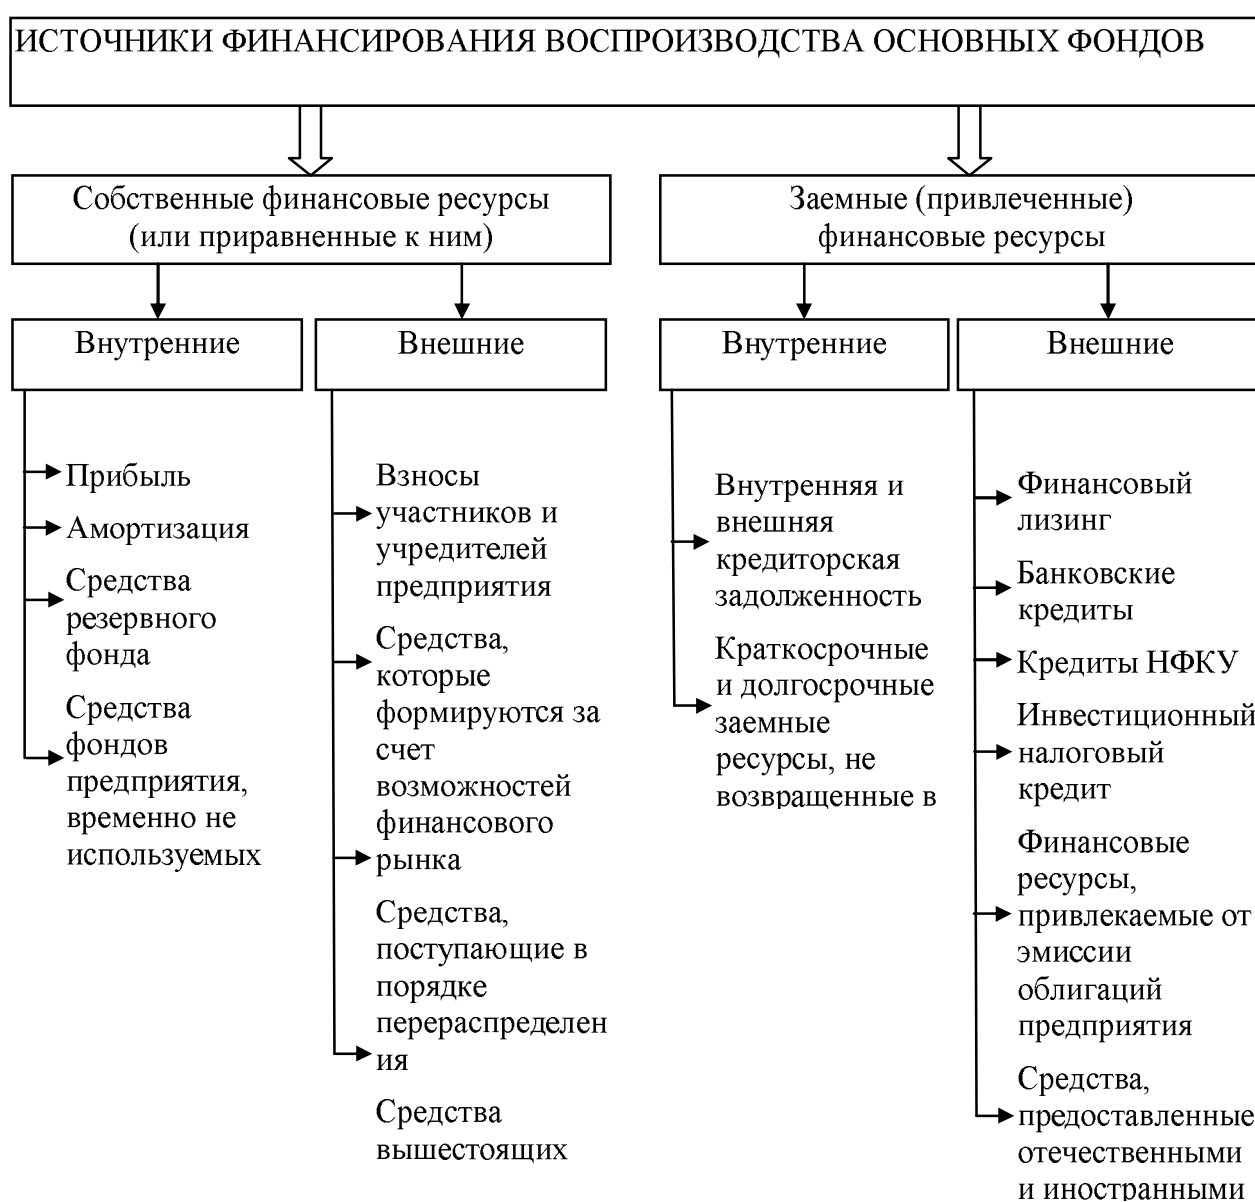 ИСТОЧНИКИ ФИНАНСИРОВАНИЯ ВОСПРОИЗВОДСТВА ОСНОВНЫХ ФОНДОВ
Собственные финансовые ресурсы
(или приравненные к ним)
Заемные (привлеченные)
финансовые ресурсы
Внутренние
Внешние
Внутренние
Внешние
Прибыль
Амортизация
Средства
резервного
фонда
Средства
фондов
предприятия,
временно не
используемых
Взносы
участников и
учредителей
предприятия
Средства,
которые
формируются за
счет
возможностей
финансового
рынка
Средства,
поступающие в
порядке
перераспределен
ия
Средства
вышестоящих
Внутренняя и
внешняя
кредиторская
задолженность
Краткосрочные
и долгосрочные
заемные
ресурсы, не
возвращенные в
Финансовый
лизинг
Банковские
кредиты
Кредиты НФКУ
Инвестиционный
налоговый
кредит
Финансовые
ресурсы,
привлекаемые от
эмиссии
облигаций
предприятия
Средства,
предоставленные
отечественными
и иностранными